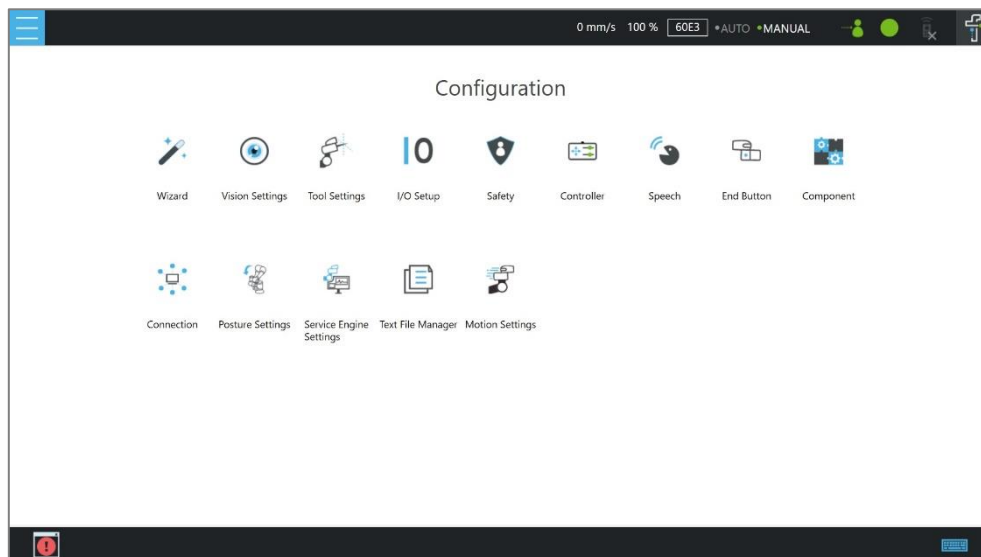 0 mm/s 100 % 60E3 AUTO MANUAL
Configuration
Wizard Vision Settings Tool Settings I/O Setup Safety Controller Speech End Button Component
Connection Posture Settings Service Engine Text File Manager Motion Settings
Settings